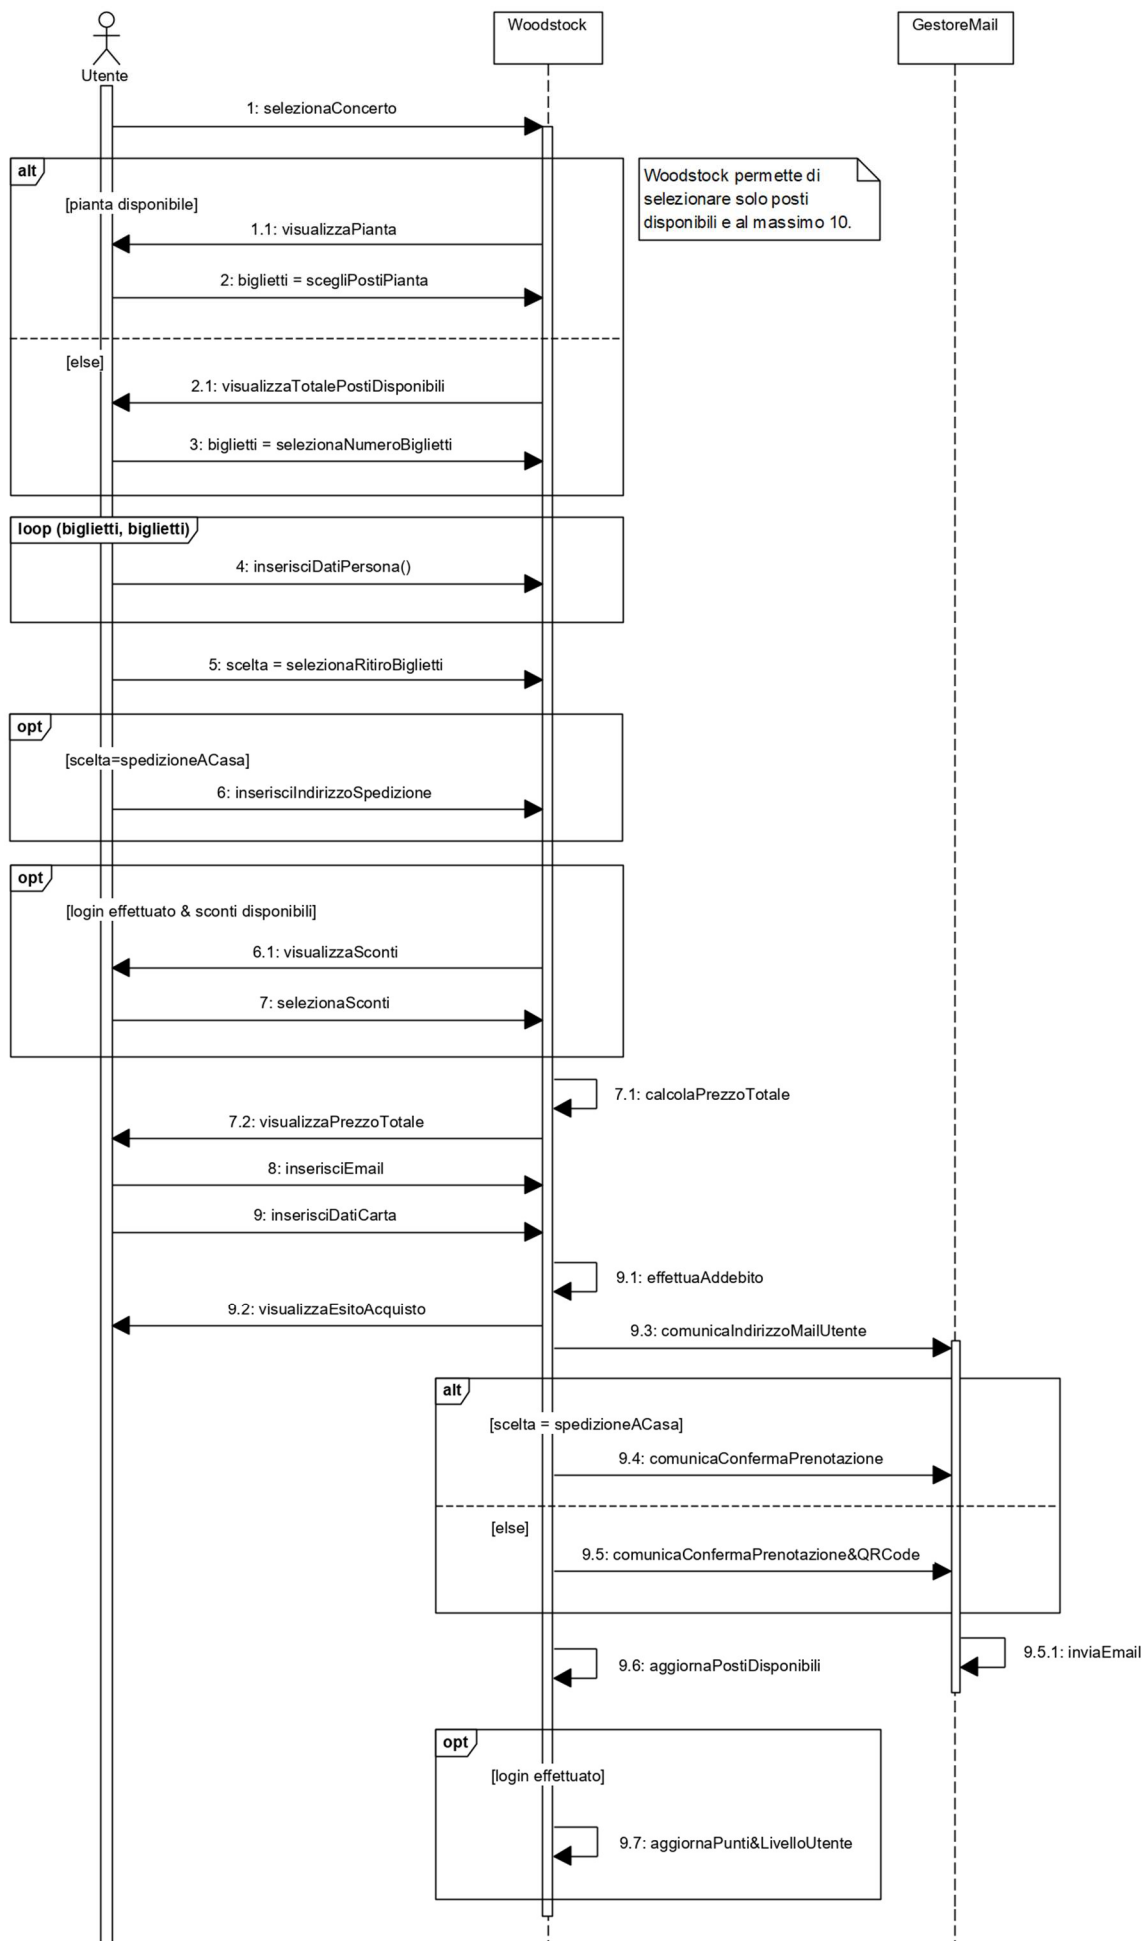 Woodstock
GestoreMail
Utente
1: selezionaConcerto
alt
Woodstock permette di
selezionare solo posti
disponibili e al massimo 10.
[pianta disponibile]
1.1: visualizzaPianta
2: biglietti = scegliPostiPianta
[else]
2.1: visualizzaTotalePostiDisponibili
3: biglietti = selezionaNumeroBiglietti
loop (biglietti, biglietti)
4: inserisciDatiPersona()
5: scelta = selezionaRitiroBiglietti
opt
[scelta=spedizioneACasa]
6: inserisciIndirizzoSpedizione
opt
[login effettuato & sconti disponibili]
6.1: visualizzaSconti
7: selezionaSconti
7.1: calcolaPrezzoTotale
7.2: visualizzaPrezzoTotale
8: inserisciEmail
9: inserisciDatiCarta
9.1: effettuaAddebito
9.2: visualizzaEsitoAcquisto
9.3: comunicaIndirizzoMailUtente
alt
[scelta = spedizioneACasa]
9.4: comunicaConfermaPrenotazione
[else]
9.5: comunicaConfermaPrenotazione&QRCode
9.5.1: inviaEmail
9.6: aggiornaPostiDisponibili
opt
[login effettuato]
9.7: aggiornaPunti&LivelloUtente